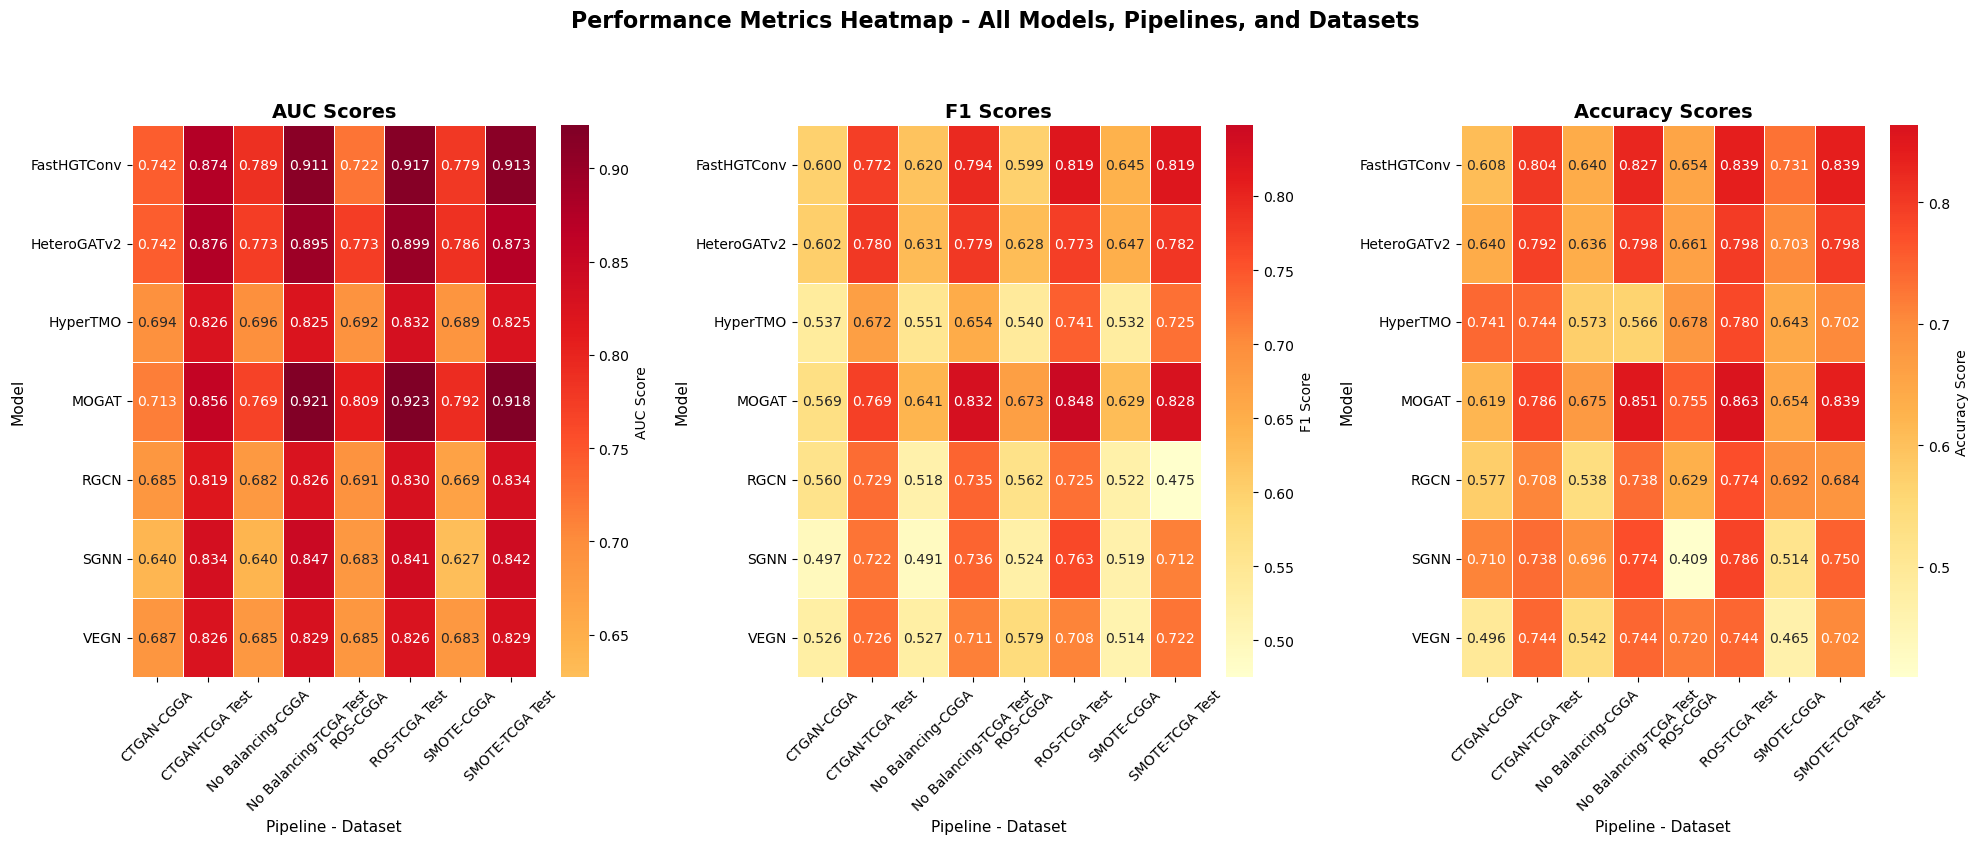 Performance Metrics Heatmap - All Models, Pipelines, and Datasets
AUC Scores
FastHGTConv 0.742 0.874 0.789 0.911 0.722 0.917 0.779 0.913
HeteroGATv2 0.742 0.876 0.773 0.895 0.773 0.899 0.786 0.873
HyperTMO 0.694 0.826 0.696 0.825 0.692 0.832 0.689 0.825
MOGAT 0.713 0.856 0.769 0.921 0.809 0.923 0.792 0.918
RGCN 0.685 0.819 0.682 0.826 0.691 0.830 0.669 0.834
SGNN 0.640 0.834 0.640 0.847 0.683 0.841 0.627 0.842
VEGN 0.687 0.826 0.685 0.829 0.685 0.826 0.683 0.829
Model
CTGAN-CGGA
CTGAN-TCGA Test
No Balancing-CGGA
No Balancing-TCGA Test
ROS-CGGA
ROS-TCGA Test
SMOTE-CGGA
SMOTE-TCGA Test
Pipeline - Dataset
0.90
0.85
0.80
0.75
0.70
0.65
AUC Score
F1 Scores
FastHGTConv 0.600 0.772 0.620 0.794 0.599 0.819 0.645 0.819
HeteroGATv2 0.602 0.780 0.631 0.779 0.628 0.773 0.647 0.782
HyperTMO 0.537 0.672 0.551 0.654 0.540 0.741 0.532 0.725
MOGAT 0.569 0.769 0.641 0.832 0.673 0.848 0.629 0.828
RGCN 0.560 0.729 0.518 0.735 0.562 0.725 0.522 0.475
SGNN 0.497 0.722 0.491 0.736 0.524 0.763 0.519 0.712
VEGN 0.526 0.726 0.527 0.711 0.579 0.708 0.514 0.722
Model
CTGAN-CGGA
CTGAN-TCGA Test
No Balancing-CGGA
No Balancing-TCGA Test
ROS-CGGA
ROS-TCGA Test
SMOTE-CGGA
SMOTE-TCGA Test
Pipeline - Dataset
0.80
0.75
0.70
0.65
0.60
0.55
0.50
F1 Score
Accuracy Scores
FastHGTConv 0.608 0.804 0.640 0.827 0.654 0.839 0.731 0.839
HeteroGATv2 0.640 0.792 0.636 0.798 0.661 0.798 0.703 0.798
HyperTMO 0.741 0.744 0.573 0.566 0.678 0.780 0.643 0.702
MOGAT 0.619 0.786 0.675 0.851 0.755 0.863 0.654 0.839
RGCN 0.577 0.708 0.538 0.738 0.629 0.774 0.692 0.684
SGNN 0.710 0.738 0.696 0.774 0.409 0.786 0.514 0.750
VEGN 0.496 0.744 0.542 0.744 0.720 0.744 0.465 0.702
Model
CTGAN-CGGA
CTGAN-TCGA Test
No Balancing-CGGA
No Balancing-TCGA Test
ROS-CGGA
ROS-TCGA Test
SMOTE-CGGA
SMOTE-TCGA Test
Pipeline - Dataset
0.8
0.7
0.6
0.5
Accuracy Score